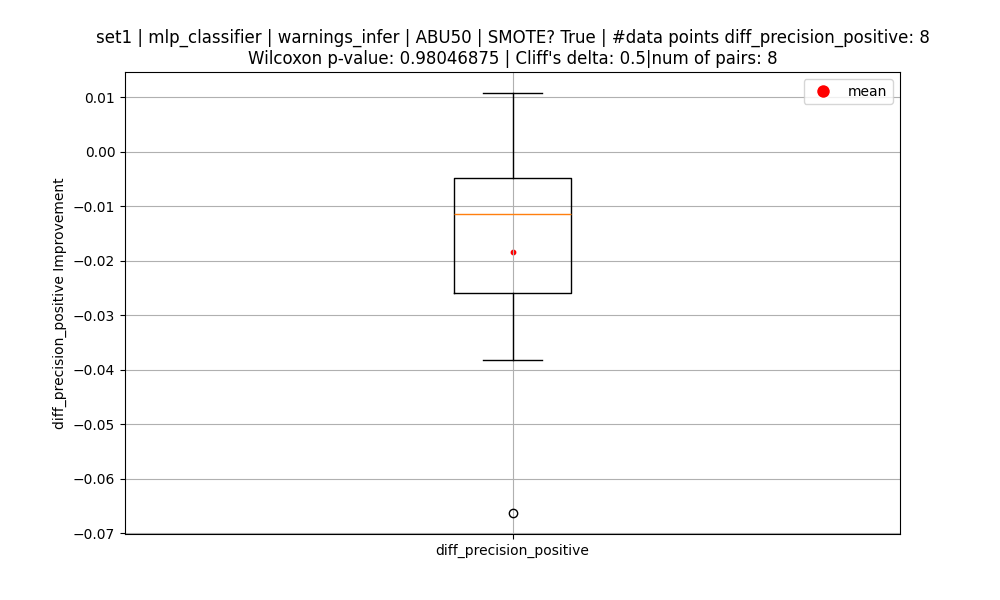 set1 | mlp_classifier | warnings_infer | ABU50 | SMOTE? True | #data points diff_precision_positive: 8
Wilcoxon p-value: 0.98046875 | Cliff's delta: 0.5|num of pairs: 8
mean
0.01
0.00
−0.01
−0.02
−0.03
−0.04
−0.05
−0.06
−0.07
diff_precision_positive Improvement
diff_precision_positive